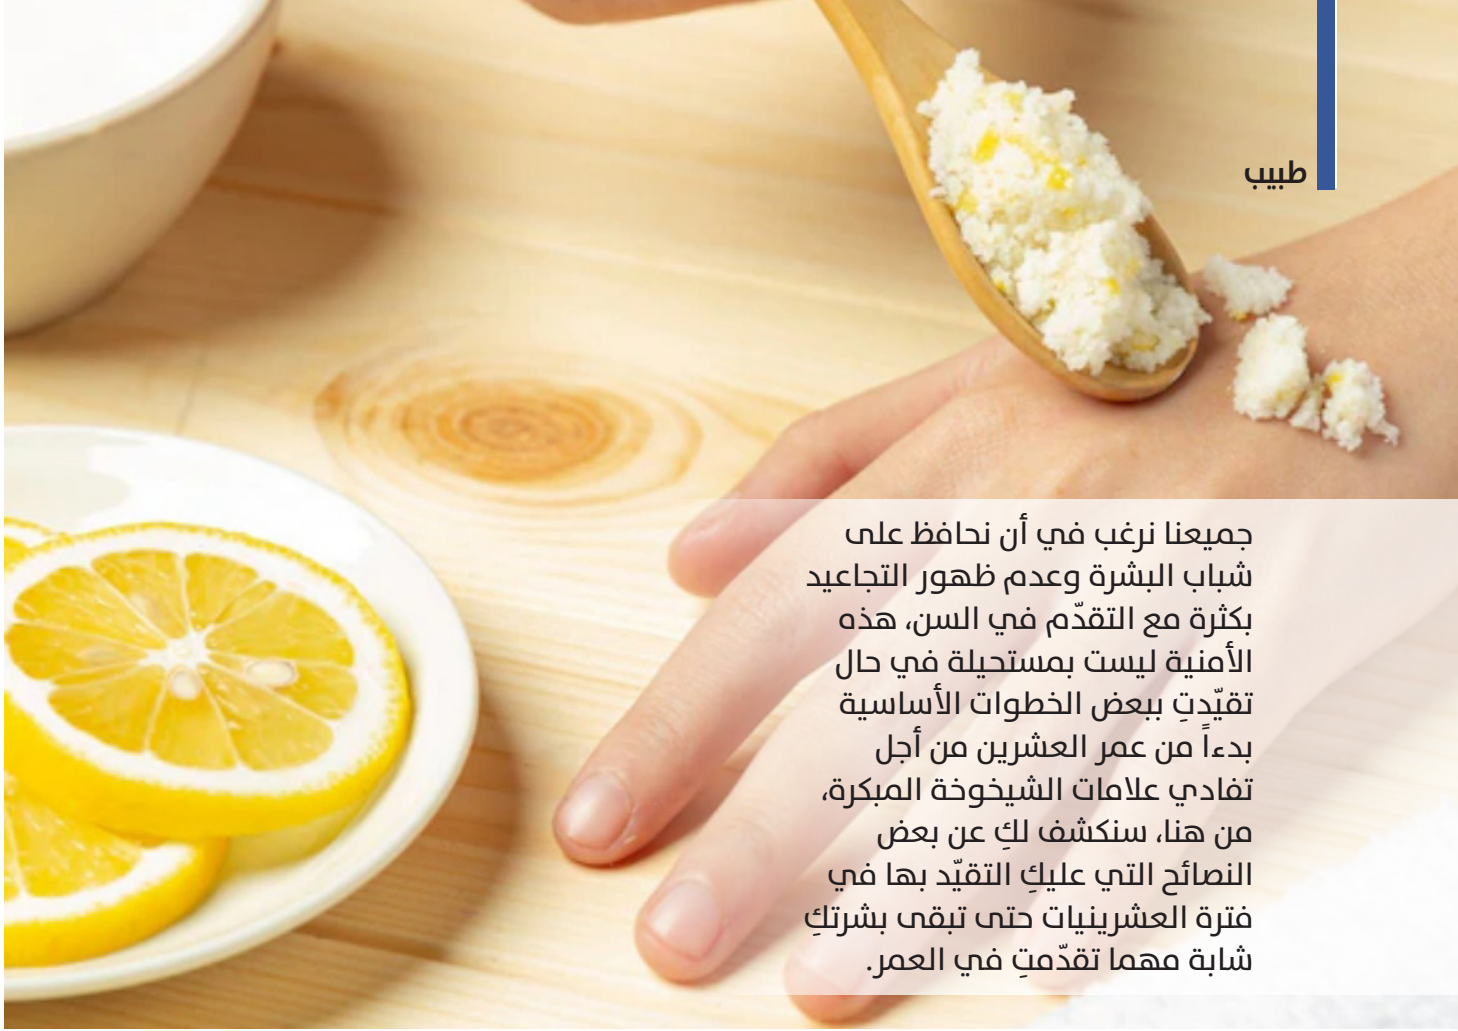 طبيب
جميعنا نرغب في أن نحافظ على
شباب البشرة وعدم ظهور التجاعيد
بكثرة مع التقدّم في السن، هذه
الأمنية ليست بمستحيلة في حال
تقيّدتِ ببعض الخطوات الأساسية
بدءاً من عمر العشرين من أجل
تفادي علامات الشيخوخة المبكرة،
من هنا، سنكشف لكِ عن بعض
النصائح التي عليكِ التقيّد بها في
فترة العشرينيات حتى تبقى بشرتكِ
شابة مهما تقدّمتِ في العمر.